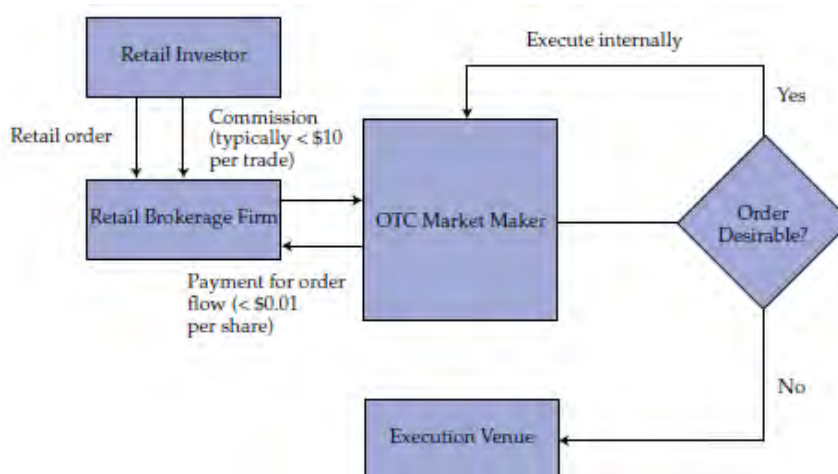 Retail Investor
Execute internally
Yes
Retail order
Commission
(typically < $10
per trade)
Retail Brokerage Firm
OTC Market Maker
Order
Desirable?
Payment for order
flow (< $0.01
per share)
No
Execution Venue